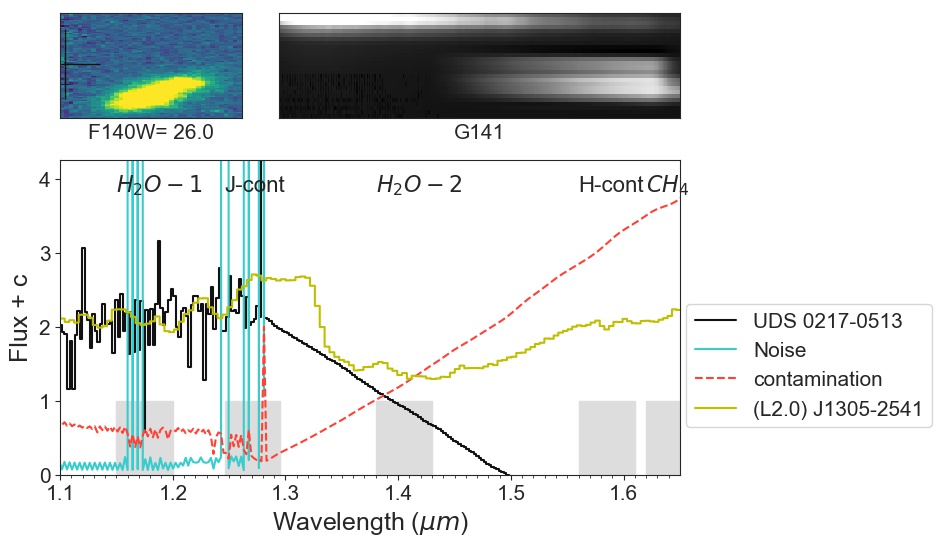 F140W= 26.0
G141
H₂O − 1
J-cont
H₂O − 2
H-cont
CH₄
4
3
2
1
0
Flux + c
1.1
1.2
1.3
1.4
1.5
1.6
Wavelength (μm)
UDS 0217-0513
Noise
contamination
(L2.0) J1305-2541